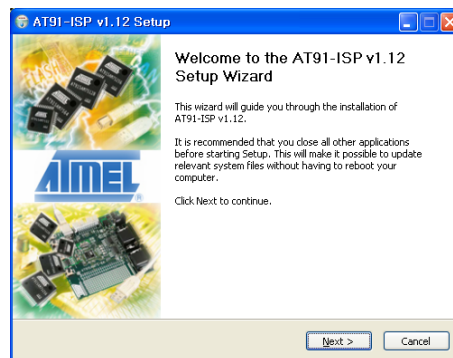 AT91-ISP v1.12 Setup
Welcome to the AT91-ISP v1.12
Setup Wizard
This wizard will guide you through the installation of
AT91-ISP v1.12.
It is recommended that you close all other applications
before starting Setup. This will make it possible to update
relevant system files without having to reboot your
computer.
Click Next to continue.
ATMEL
Next >
Cancel